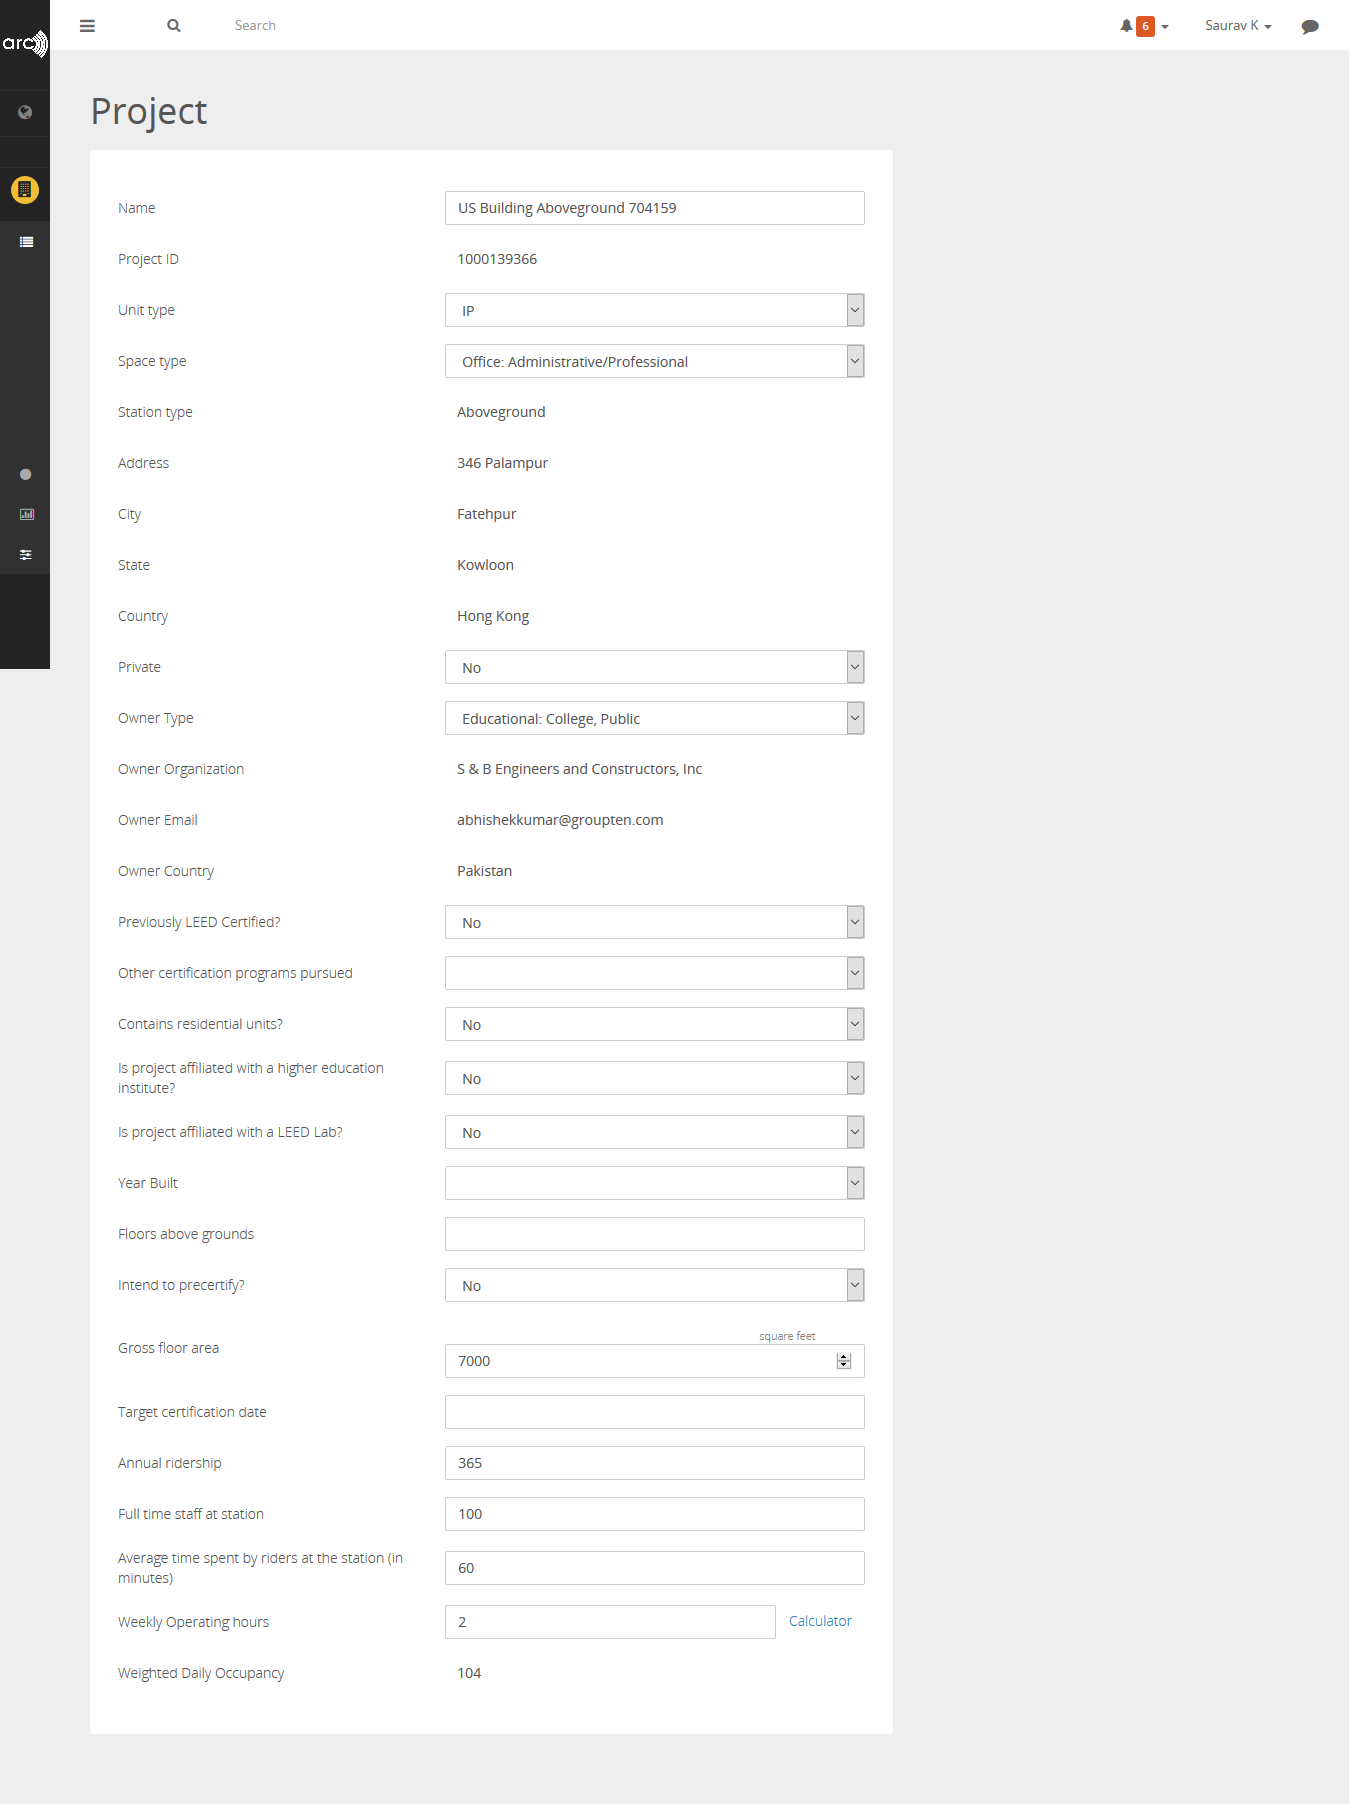 arc
Search
6
Saurav K
Project
Name
US Building Aboveground 704159
Project ID
1000139366
Unit type
IP
Space type
Office: Administrative/Professional
Station type
Aboveground
Address
346 Palampur
City
Fatehpur
State
Kowloon
Country
Hong Kong
Private
No
Owner Type
Educational: College, Public
Owner Organization
S & B Engineers and Constructors, Inc
Owner Email
abhishekkumar@groupten.com
Owner Country
Pakistan
Previously LEED Certified?
No
Other certification programs pursued
Contains residential units?
No
Is project affiliated with a higher education
institute?
No
Is project affiliated with a LEED Lab?
No
Year Built
Floors above grounds
Intend to precertify?
No
square feet
Gross floor area
7000
Target certification date
Annual ridership
365
Full time staff at station
100
Average time spent by riders at the station (in
minutes)
60
Weekly Operating hours
2
Calculator
Weighted Daily Occupancy
104